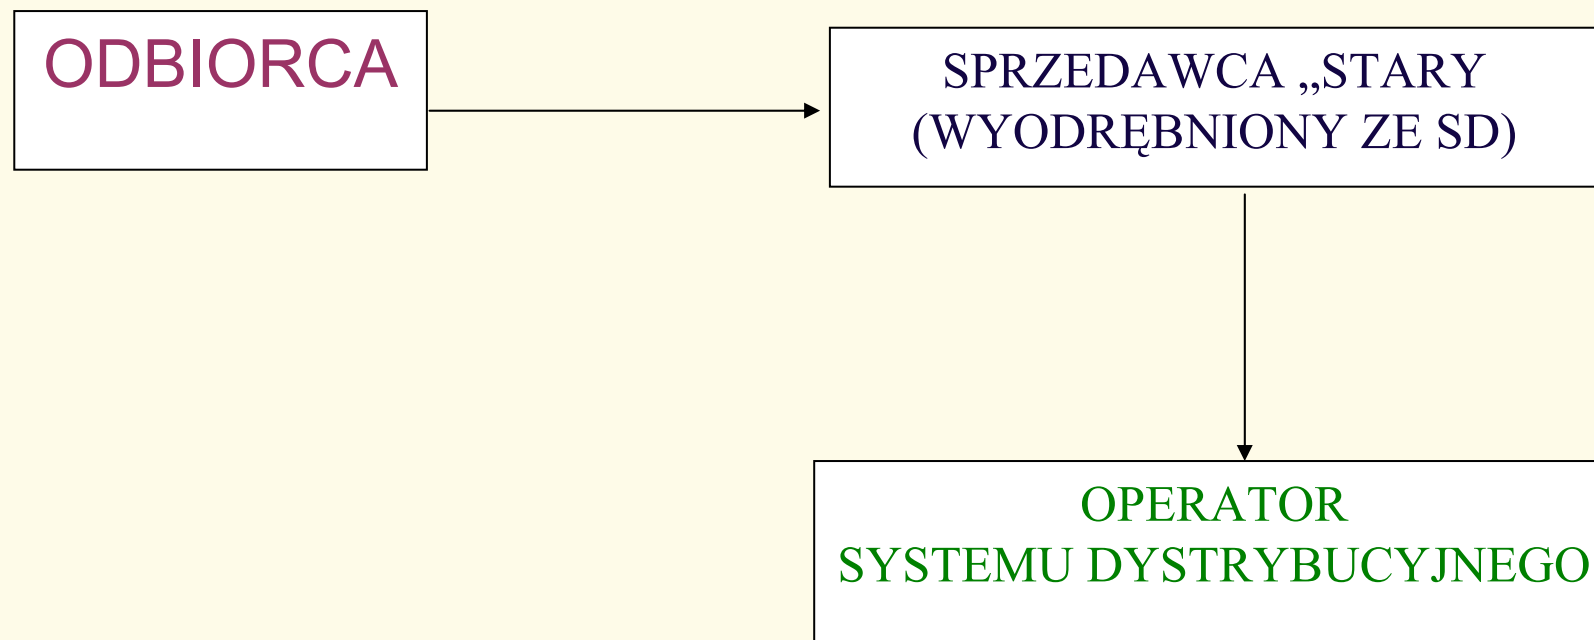 ODBIORCA
SPRZEDAWCA „STARY
(WYODRĘBNIONY ZE SD)
OPERATOR
SYSTEMU DYSTRYBUCYJNEGO